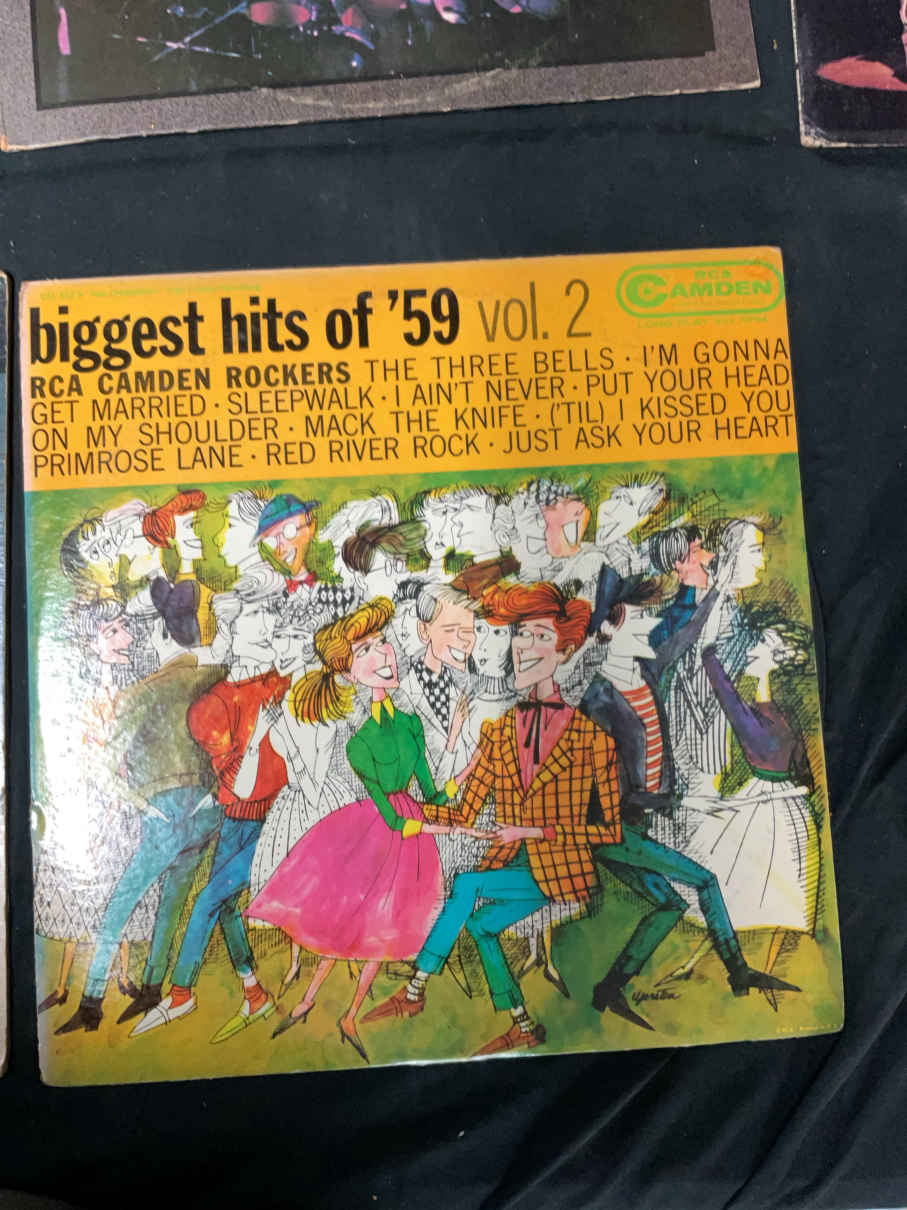 RCA
CAMDEN
biggest hits of '59 vol. 2
RCA CAMDEN ROCKERS THE THREE BELLS · I'M GONNA
GET MARRIED · SLEEPWALK · I AIN'T NEVER · PUT YOUR HEAD
ON MY SHOULDER · MACK THE KNIFE · ('TIL) I KISSED YOU
PRIMROSE LANE · RED RIVER ROCK · JUST ASK YOUR HEART